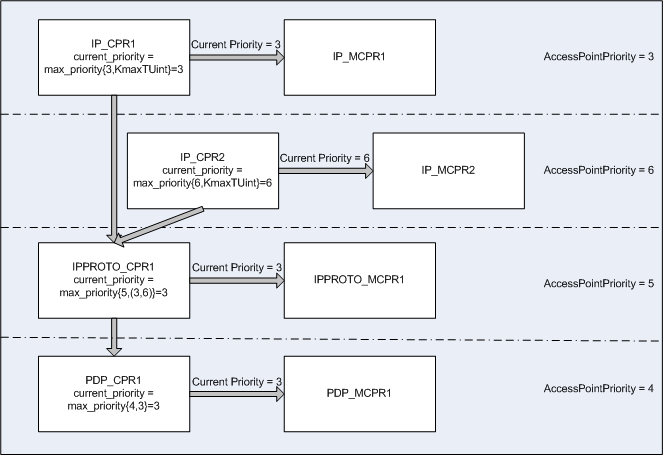 IP_CPR1
current_priority =
max_priority{3,KmaxTUint}=3
Current Priority = 3
IP_MCPR1
AccessPointPriority = 3
IP_CPR2
current_priority =
max_priority{6,KmaxTUint}=6
Current Priority = 6
IP_MCPR2
AccessPointPriority = 6
IPPROTO_CPR1
current_priority =
max_priority{5,(3,6)}=3
Current Priority = 3
IPPROTO_MCPR1
AccessPointPriority = 5
PDP_CPR1
current_priority =
max_priority{4,3}=3
Current Priority = 3
PDP_MCPR1
AccessPointPriority = 4